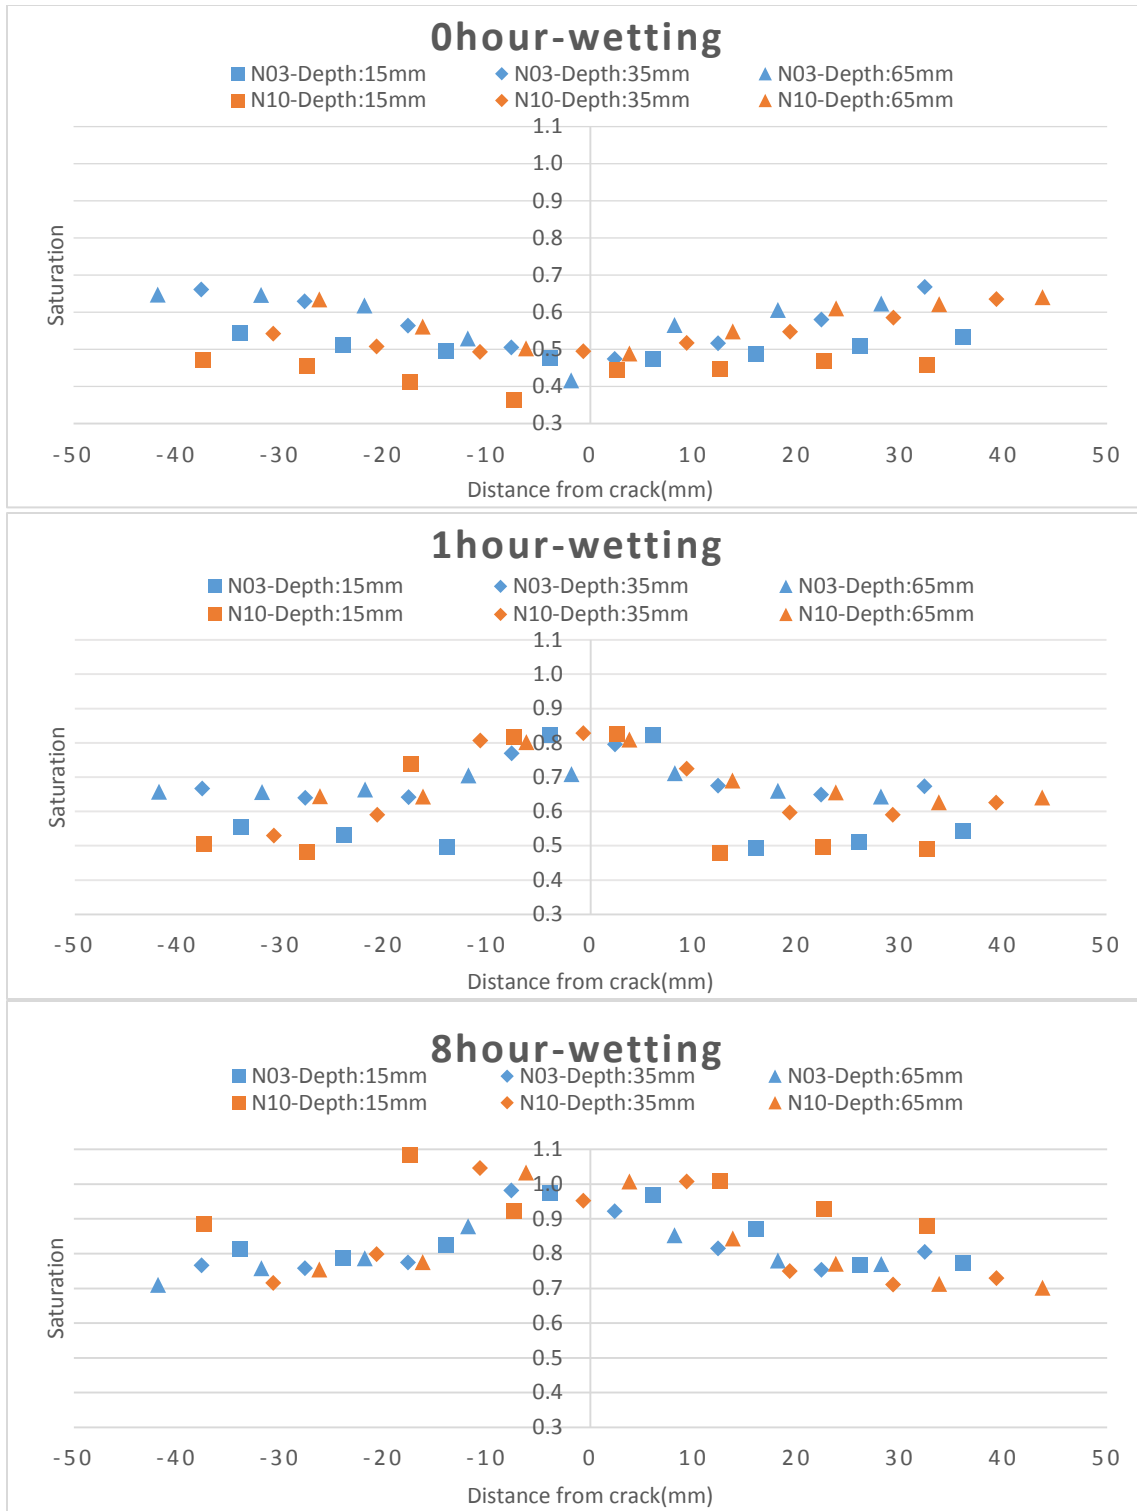 0hour-wetting
N03-Depth:15mm N03-Depth:35mm N03-Depth:65mm
N10-Depth:15mm N10-Depth:35mm N10-Depth:65mm
1.1
1.0
0.9
0.8
0.7
0.6
0.5
0.4
0.3
Saturation
-50 -40 -30 -20 -10 0 10 20 30 40 50
Distance from crack(mm)
1hour-wetting
N03-Depth:15mm N03-Depth:35mm N03-Depth:65mm
N10-Depth:15mm N10-Depth:35mm N10-Depth:65mm
1.1
1.0
0.9
0.8
0.7
0.6
0.5
0.4
0.3
Saturation
-50 -40 -30 -20 -10 0 10 20 30 40 50
Distance from crack(mm)
8hour-wetting
N03-Depth:15mm N03-Depth:35mm N03-Depth:65mm
N10-Depth:15mm N10-Depth:35mm N10-Depth:65mm
1.1
1.0
0.9
0.8
0.7
0.6
0.5
0.4
0.3
Saturation
-50 -40 -30 -20 -10 0 10 20 30 40 50
Distance from crack(mm)